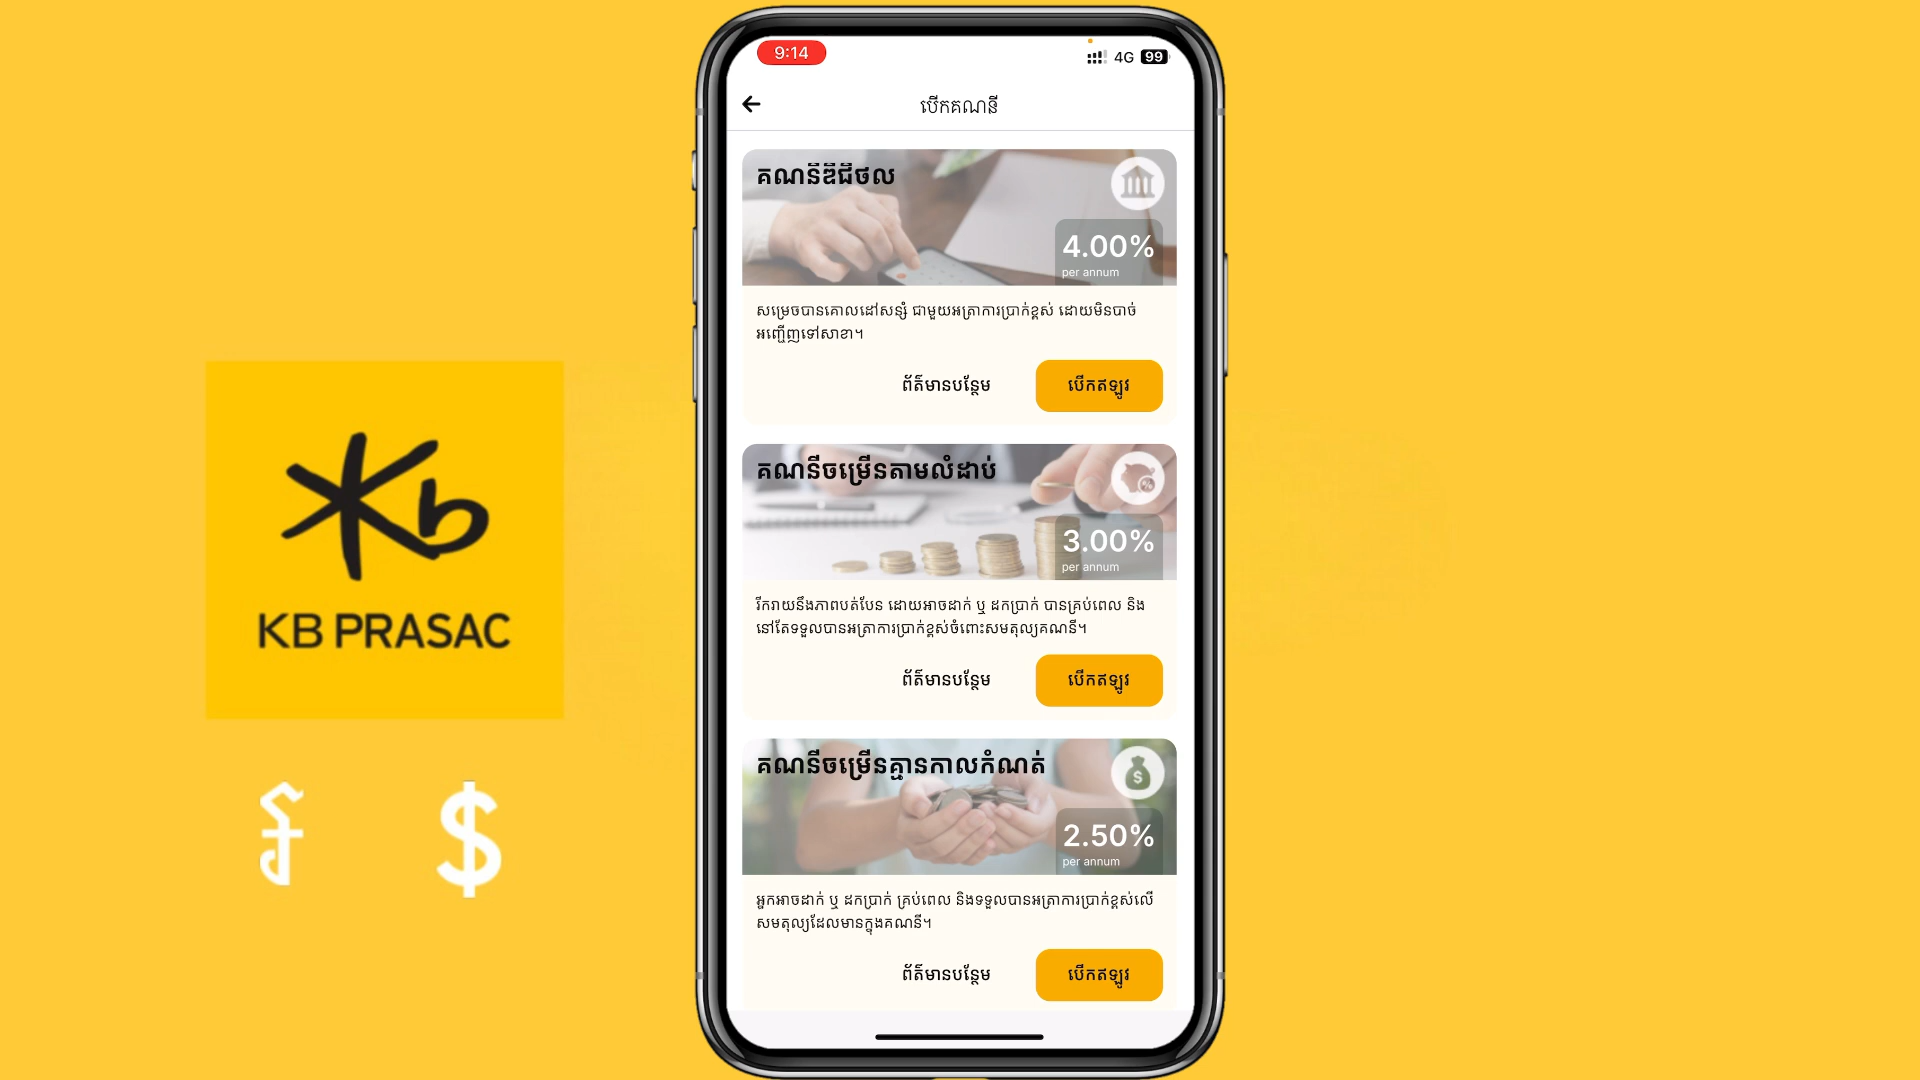 9:14
4G 99
បើកគណនី
គណនីឌីជីថល
4.00%
per annum
សម្រេចបានគោលដៅសន្សំ ជាមួយអត្រាការប្រាក់ខ្ពស់ ដោយមិនបាច់
អញ្ជើញទៅសាខា។
ព័ត៌មានបន្ថែម
បើកឥឡូវ
គណនីចម្រើនតាមលំដាប់
3.00%
per annum
រីករាយនឹងភាពបត់បែន ដោយអាចដាក់ ឬ ដកប្រាក់ បានគ្រប់ពេល និង
នៅតែទទួលបានអត្រាការប្រាក់ខ្ពស់ចំពោះសមតុល្យគណនី។
ព័ត៌មានបន្ថែម
បើកឥឡូវ
គណនីចម្រើនគ្មានកាលកំណត់
2.50%
per annum
អ្នកអាចដាក់ ឬ ដកប្រាក់ គ្រប់ពេល និងទទួលបានអត្រាការប្រាក់ខ្ពស់លើ
សមតុល្យដែលមានក្នុងគណនី។
ព័ត៌មានបន្ថែម
បើកឥឡូវ
Kb
KB PRASAC
៛ $